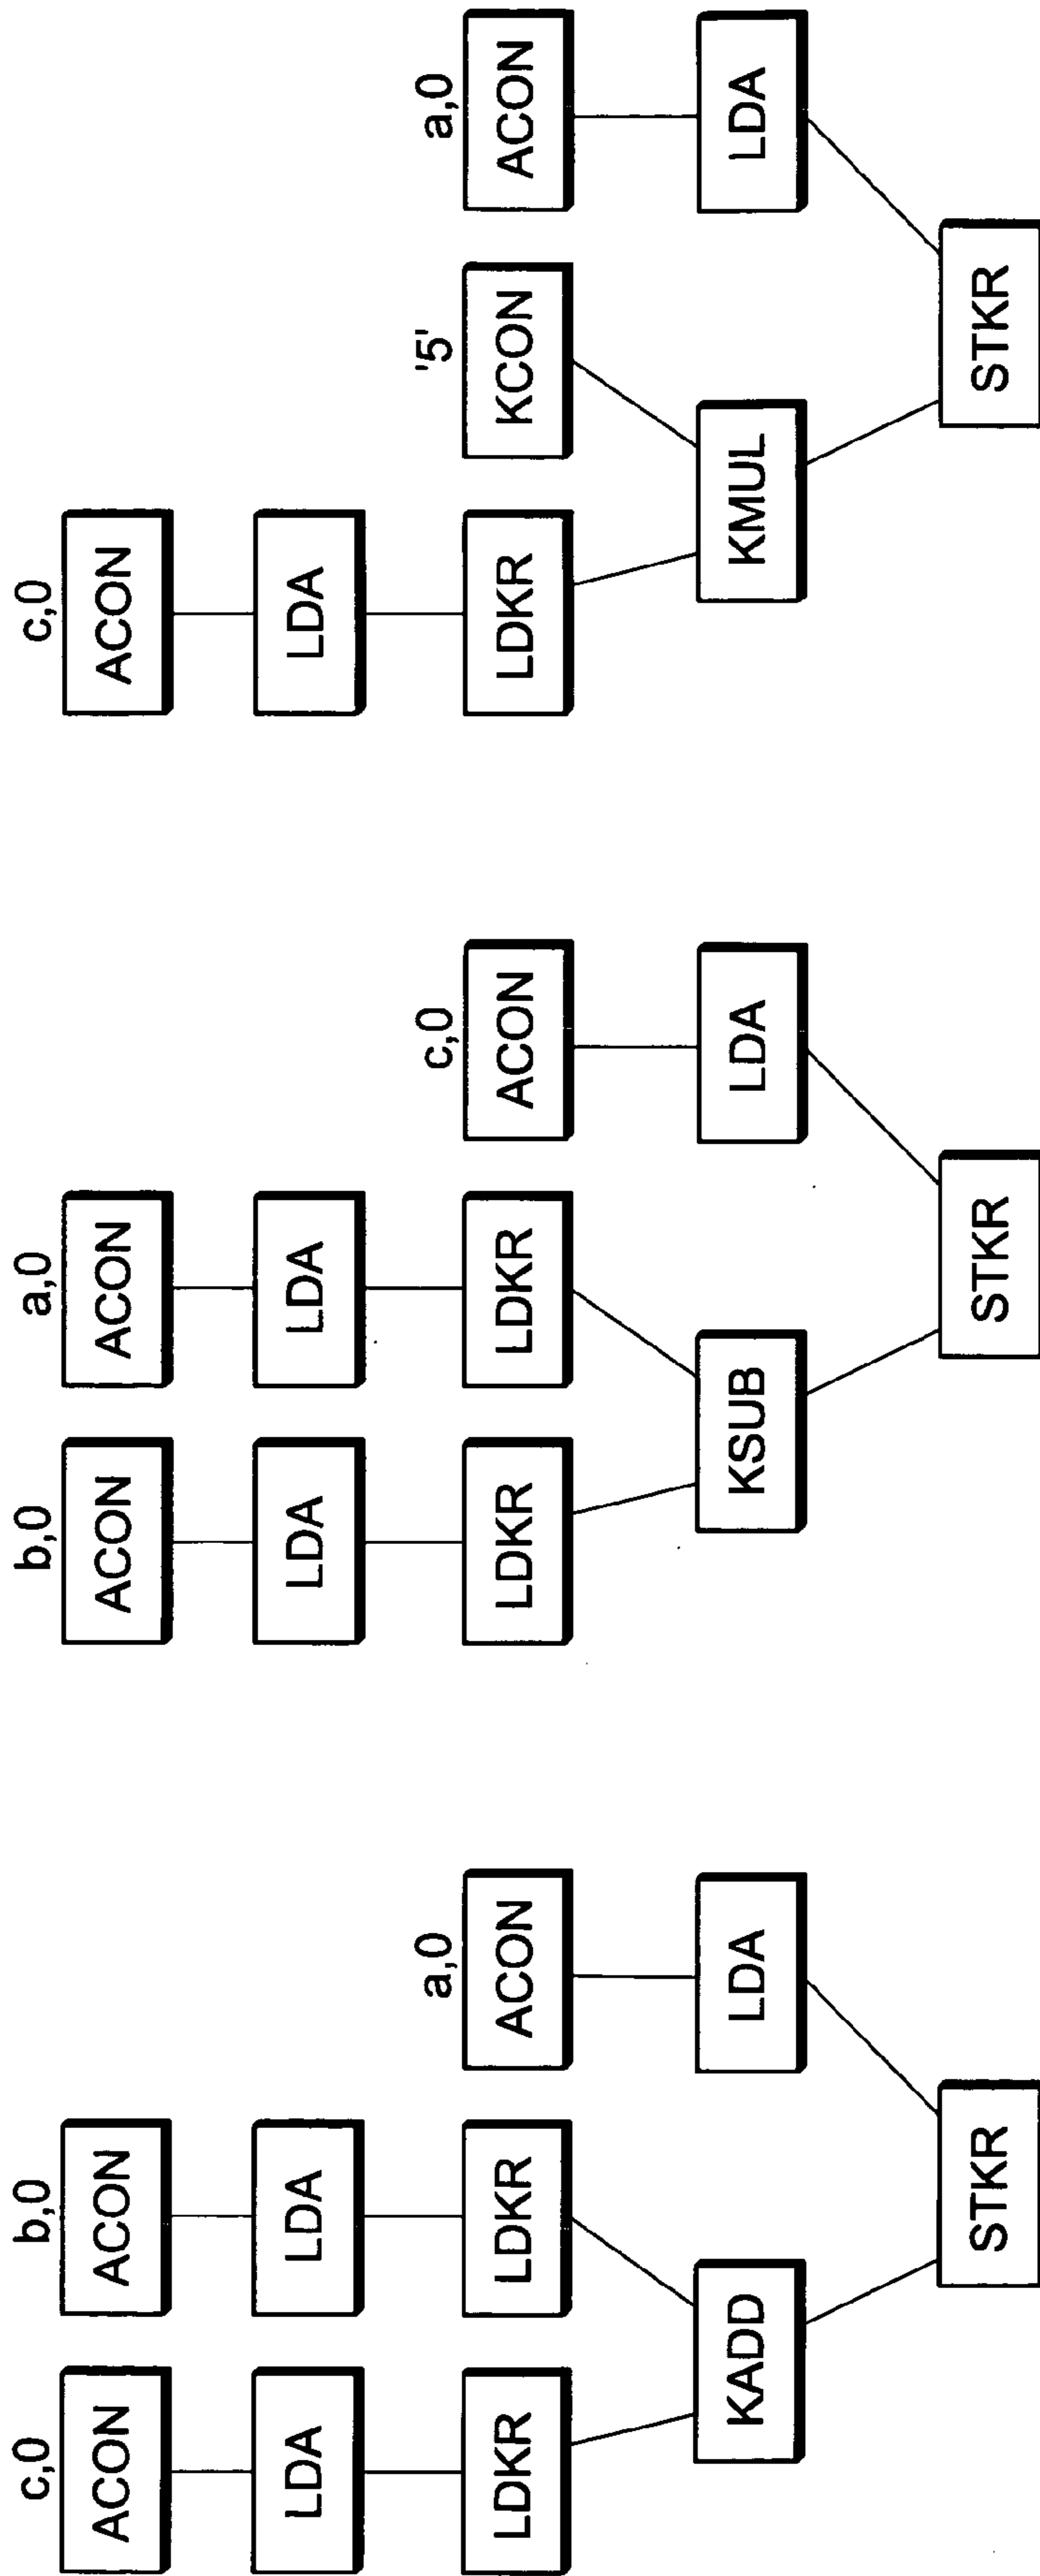 c,0 b,0 b,0 a,0 c,0
ACON ACON ACON ACON ACON
LDA LDA LDA LDA LDA
a,0 c,0 '5' a,0
LDKR LDKR ACON LDKR LDKR ACON LDKR KCON ACON
KADD LDA KSUB LDA KMUL LDA
STKR STKR STKR